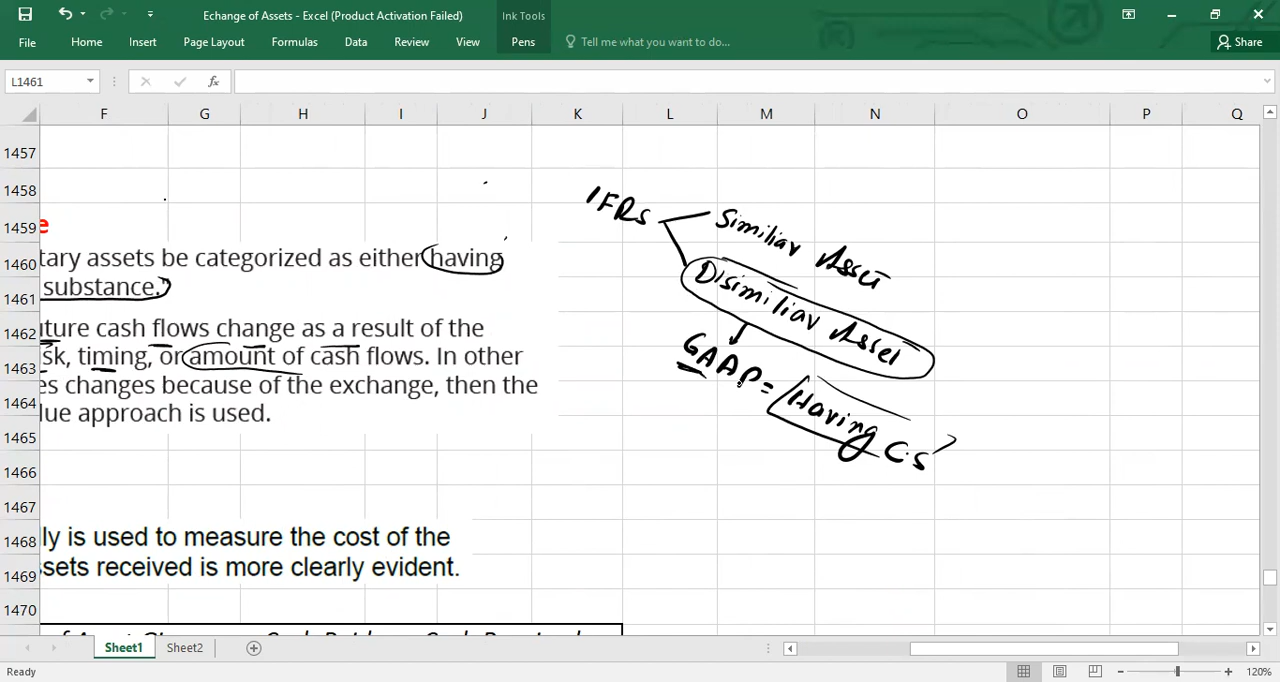 Echange of Assets - Excel (Product Activation Failed)
Ink Tools
File Home Insert Page Layout Formulas Data Review View Pens Tell me what you want to do... Share
L1461 fx
F G H I J K L M N O P Q
1457
1458
1459 e
1460 tary assets be categorized as either having
1461 substance."
1462 uture cash flows change as a result of the
1463 sk, timing, or amount of cash flows. In other
1464 es changes because of the exchange, then the
1465 lue approach is used.
1466
1467
1468 lly is used to measure the cost of the
1469 ssets received is more clearly evident.
1470
IFRs
Similiar Asset
Disimiliar Asset
GAAP = Having C.S
Sheet1 Sheet2
Ready 120%